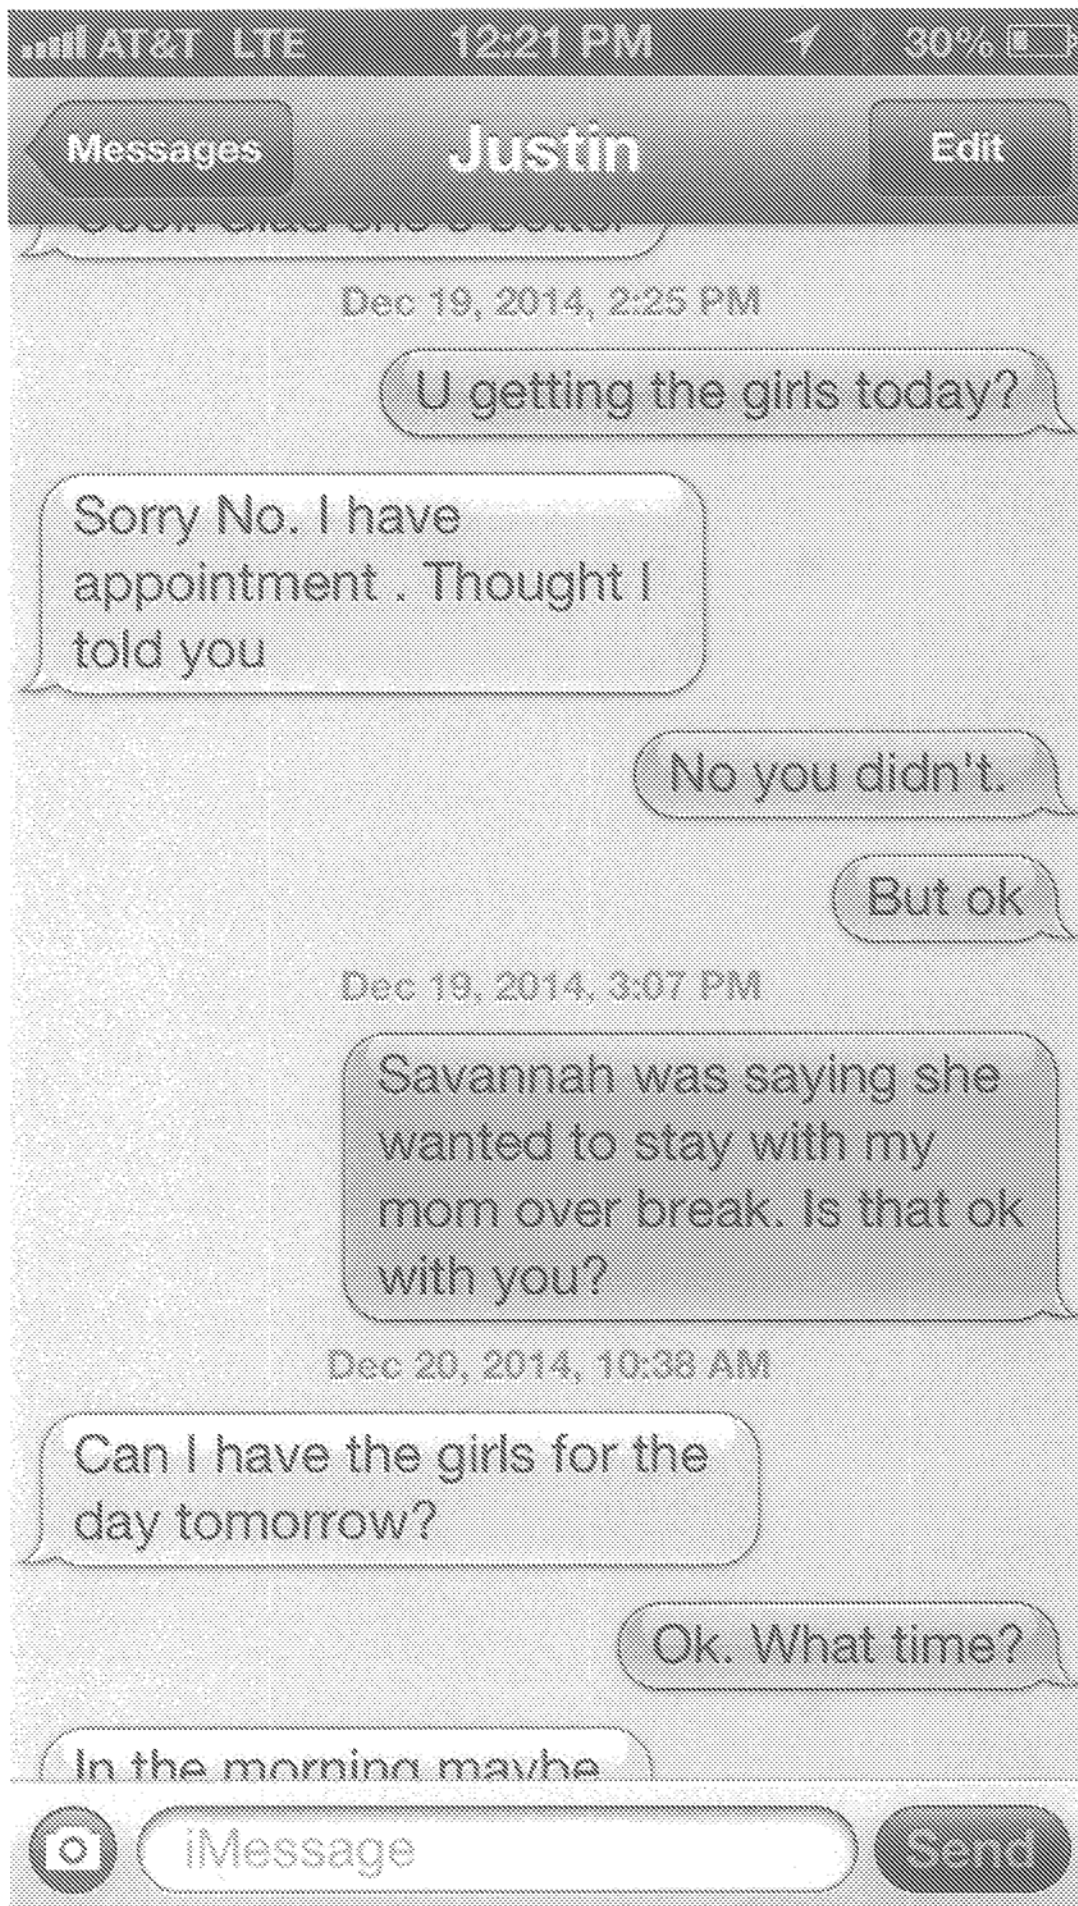 AT&T LTE 12:21 PM 30%
Messages Justin Edit
Cool! Glad she's better
Dec 19, 2014, 2:25 PM
U getting the girls today?
Sorry No. I have
appointment . Thought I
told you
No you didn't.
But ok
Dec 19, 2014, 3:07 PM
Savannah was saying she
wanted to stay with my
mom over break. Is that ok
with you?
Dec 20, 2014, 10:38 AM
Can I have the girls for the
day tomorrow?
Ok. What time?
In the morning maybe
iMessage Send